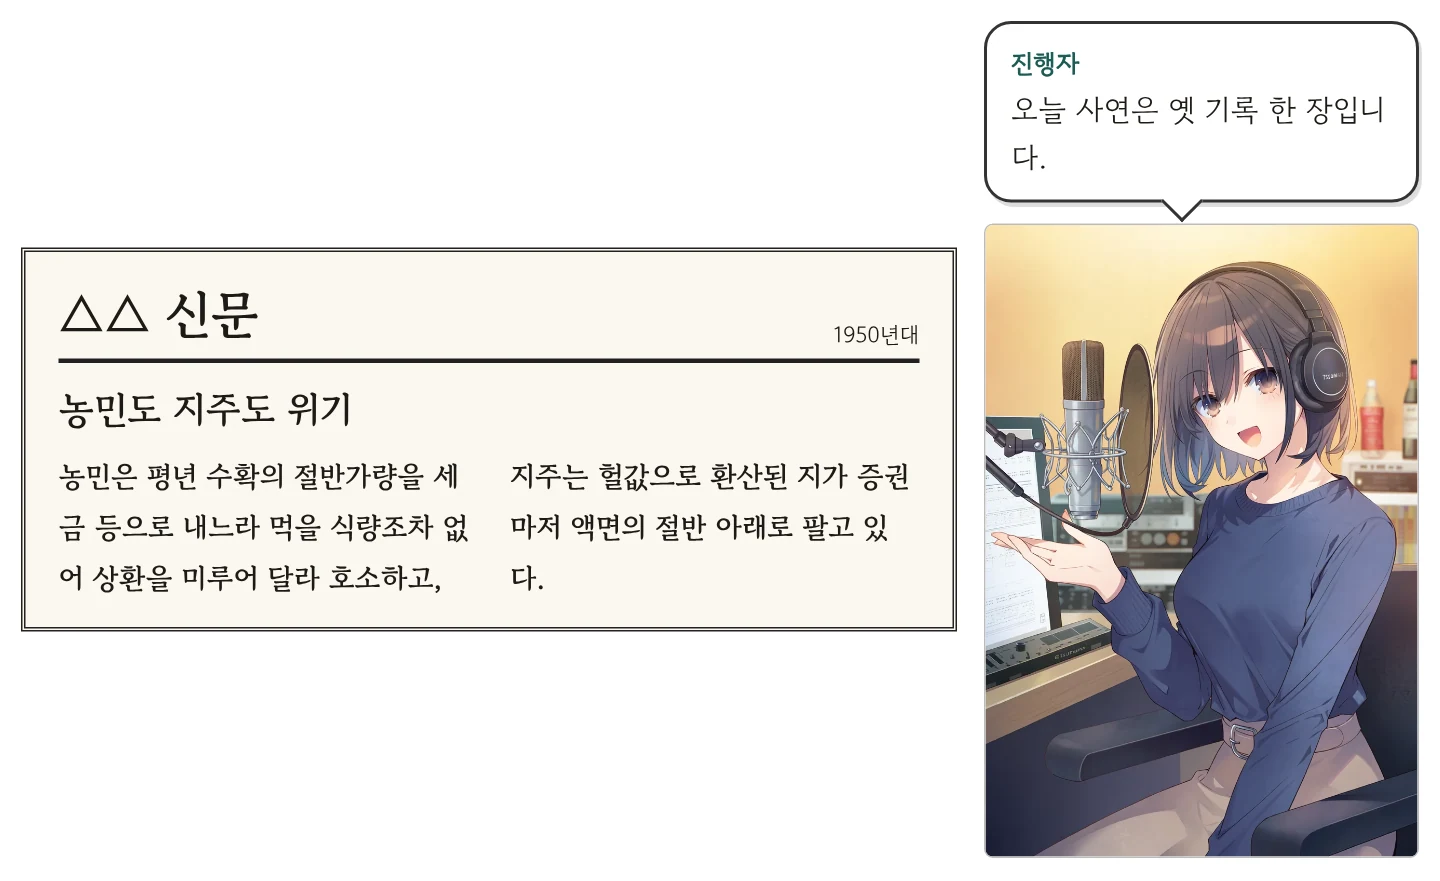 △△ 신문
1950년대
농민도 지주도 위기
농민은 평년 수확의 절반가량을 세
금 등으로 내느라 먹을 식량조차 없
어 상환을 미루어 달라 호소하고,
지주는 헐값으로 환산된 지가 증권
마저 액면의 절반 아래로 팔고 있
다.
진행자
오늘 사연은 옛 기록 한 장입니
다.